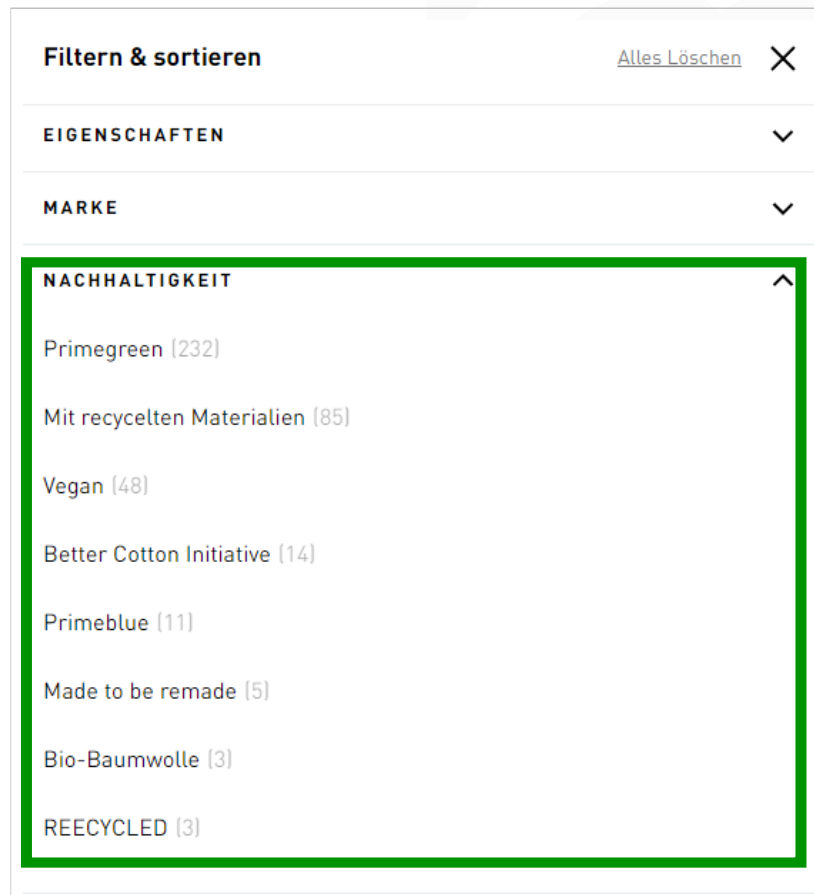 Filtern & sortieren Alles Löschen
EIGENSCHAFTEN
MARKE
NACHHALTIGKEIT
Primegreen (232)
Mit recycelten Materialien (85)
Vegan (48)
Better Cotton Initiative (14)
Primeblue (11)
Made to be remade (5)
Bio-Baumwolle (3)
REECYCLED (3)